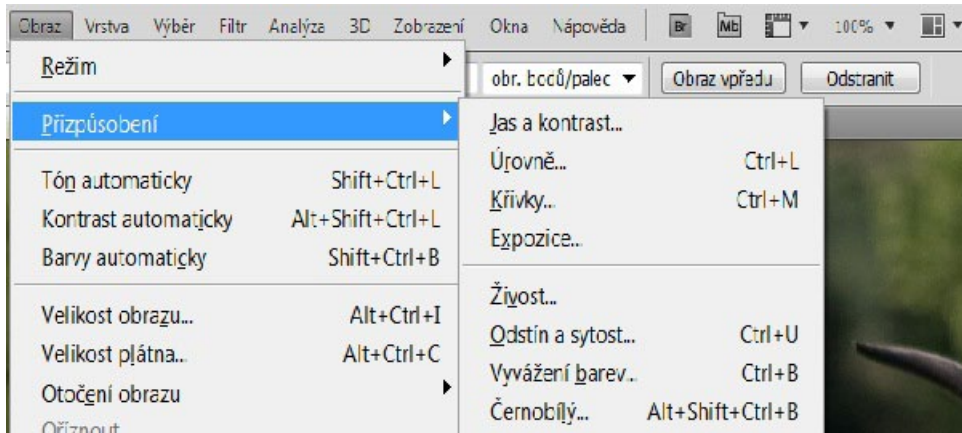 Obraz Vrstva Výběr Filtr Analýza 3D Zobrazení Okna Nápověda Br Mb 100%
obr. bodů/palec Obraz vpředu Odstranit
Režim
Přizpůsobení
Tón automaticky Shift+Ctrl+L
Kontrast automaticky Alt+Shift+Ctrl+L
Barvy automaticky Shift+Ctrl+B
Velikost obrazu... Alt+Ctrl+I
Velikost plátna... Alt+Ctrl+C
Otočení obrazu
Oříznout
Jas a kontrast...
Úrovně... Ctrl+L
Křivky... Ctrl+M
Expozice...
Živost...
Odstín a sytost... Ctrl+U
Vyvážení barev... Ctrl+B
Černobílý... Alt+Shift+Ctrl+B